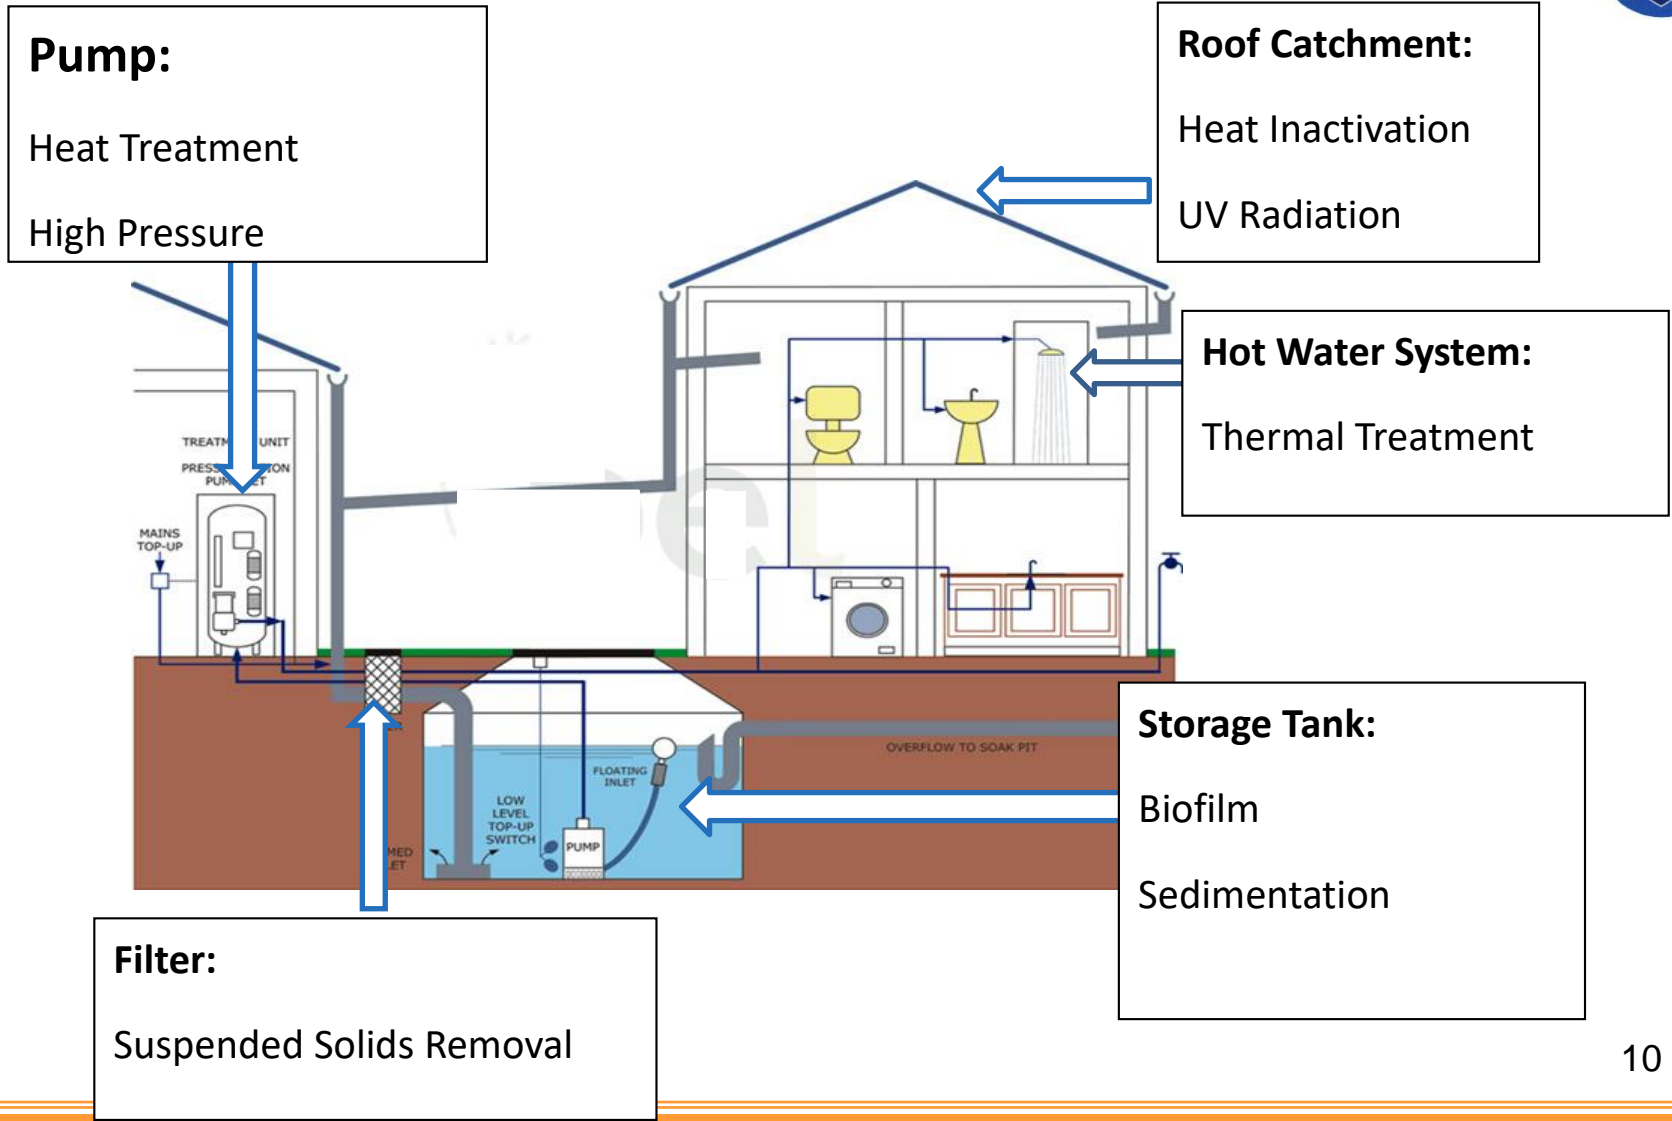 Pump:
Heat Treatment
High Pressure
Roof Catchment:
Heat Inactivation
UV Radiation
Hot Water System:
Thermal Treatment
UNIT
MAINS
TOP-UP
OVERFLOW TO SOAK PIT
FLOATING
INLET
LOW
LEVEL
TOP-UP
SWITCH
PUMP
Storage Tank:
Biofilm
Sedimentation
Filter:
Suspended Solids Removal
10